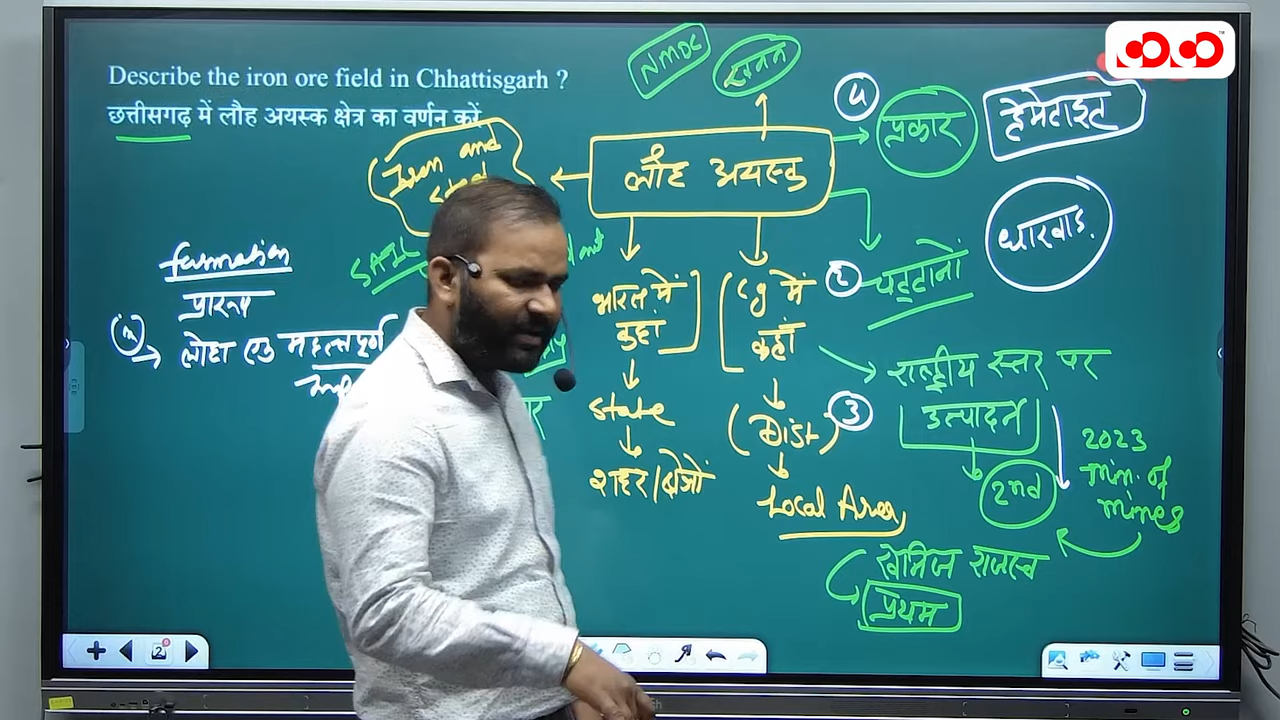 Describe the iron ore field in Chhattisgarh ?
छत्तीसगढ़ में लौह अयस्क क्षेत्र का वर्णन करें
NMDC
खनन
4
प्रकार
हेमेटाइट
Iron and
लौह अयस्क
धारवाड़.
formation
प्रारूप
SAIL
भारत में
कहां
cg में
कहाँ
2
चट्टानों
लोहा एवं महत्वपूर्ण
State
(Dist)
3
राष्ट्रीय स्तर पर
उत्पादन
शहर/क्षेत्रों
Local Area
2nd
2023
min. of
mines
खनिज राजस्व
प्रथम
2